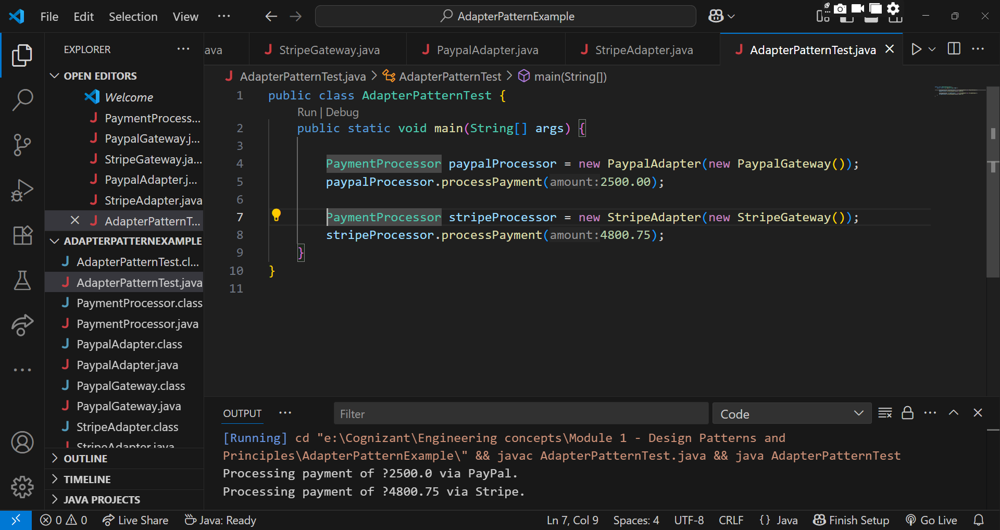 File Edit Selection View ··· AdapterPatternExample
EXPLORER ···
OPEN EDITORS
Welcome
PaymentProcess...
PaypalGateway.j...
StripeGateway.ja...
PaypalAdapter.j...
StripeAdapter.java
AdapterPatternT...
ADAPTERPATTERNEXAMPLE
AdapterPatternTest.cl...
AdapterPatternTest.java
PaymentProcessor.class
PaymentProcessor.java
PaypalAdapter.class
PaypalAdapter.java
PaypalGateway.class
PaypalGateway.java
StripeAdapter.class
StripeAdapter.java
OUTLINE
TIMELINE
JAVA PROJECTS
ava StripeGateway.java PaypalAdapter.java StripeAdapter.java AdapterPatternTest.java
AdapterPatternTest.java > AdapterPatternTest > main(String[])
1 public class AdapterPatternTest {
Run | Debug
2 public static void main(String[] args) {
3
4 PaymentProcessor paypalProcessor = new PaypalAdapter(new PaypalGateway());
5 paypalProcessor.processPayment(amount:2500.00);
6
7 PaymentProcessor stripeProcessor = new StripeAdapter(new StripeGateway());
8 stripeProcessor.processPayment(amount:4800.75);
9 }
10 }
11
OUTPUT ··· Filter Code
[Running] cd "e:\Cognizant\Engineering concepts\Module 1 - Design Patterns and
Principles\AdapterPatternExample\" && javac AdapterPatternTest.java && java AdapterPatternTest
Processing payment of ?2500.0 via PayPal.
Processing payment of ?4800.75 via Stripe.
0 0 Live Share Java: Ready Ln 7, Col 9 Spaces: 4 UTF-8 CRLF {} Java Finish Setup Go Live